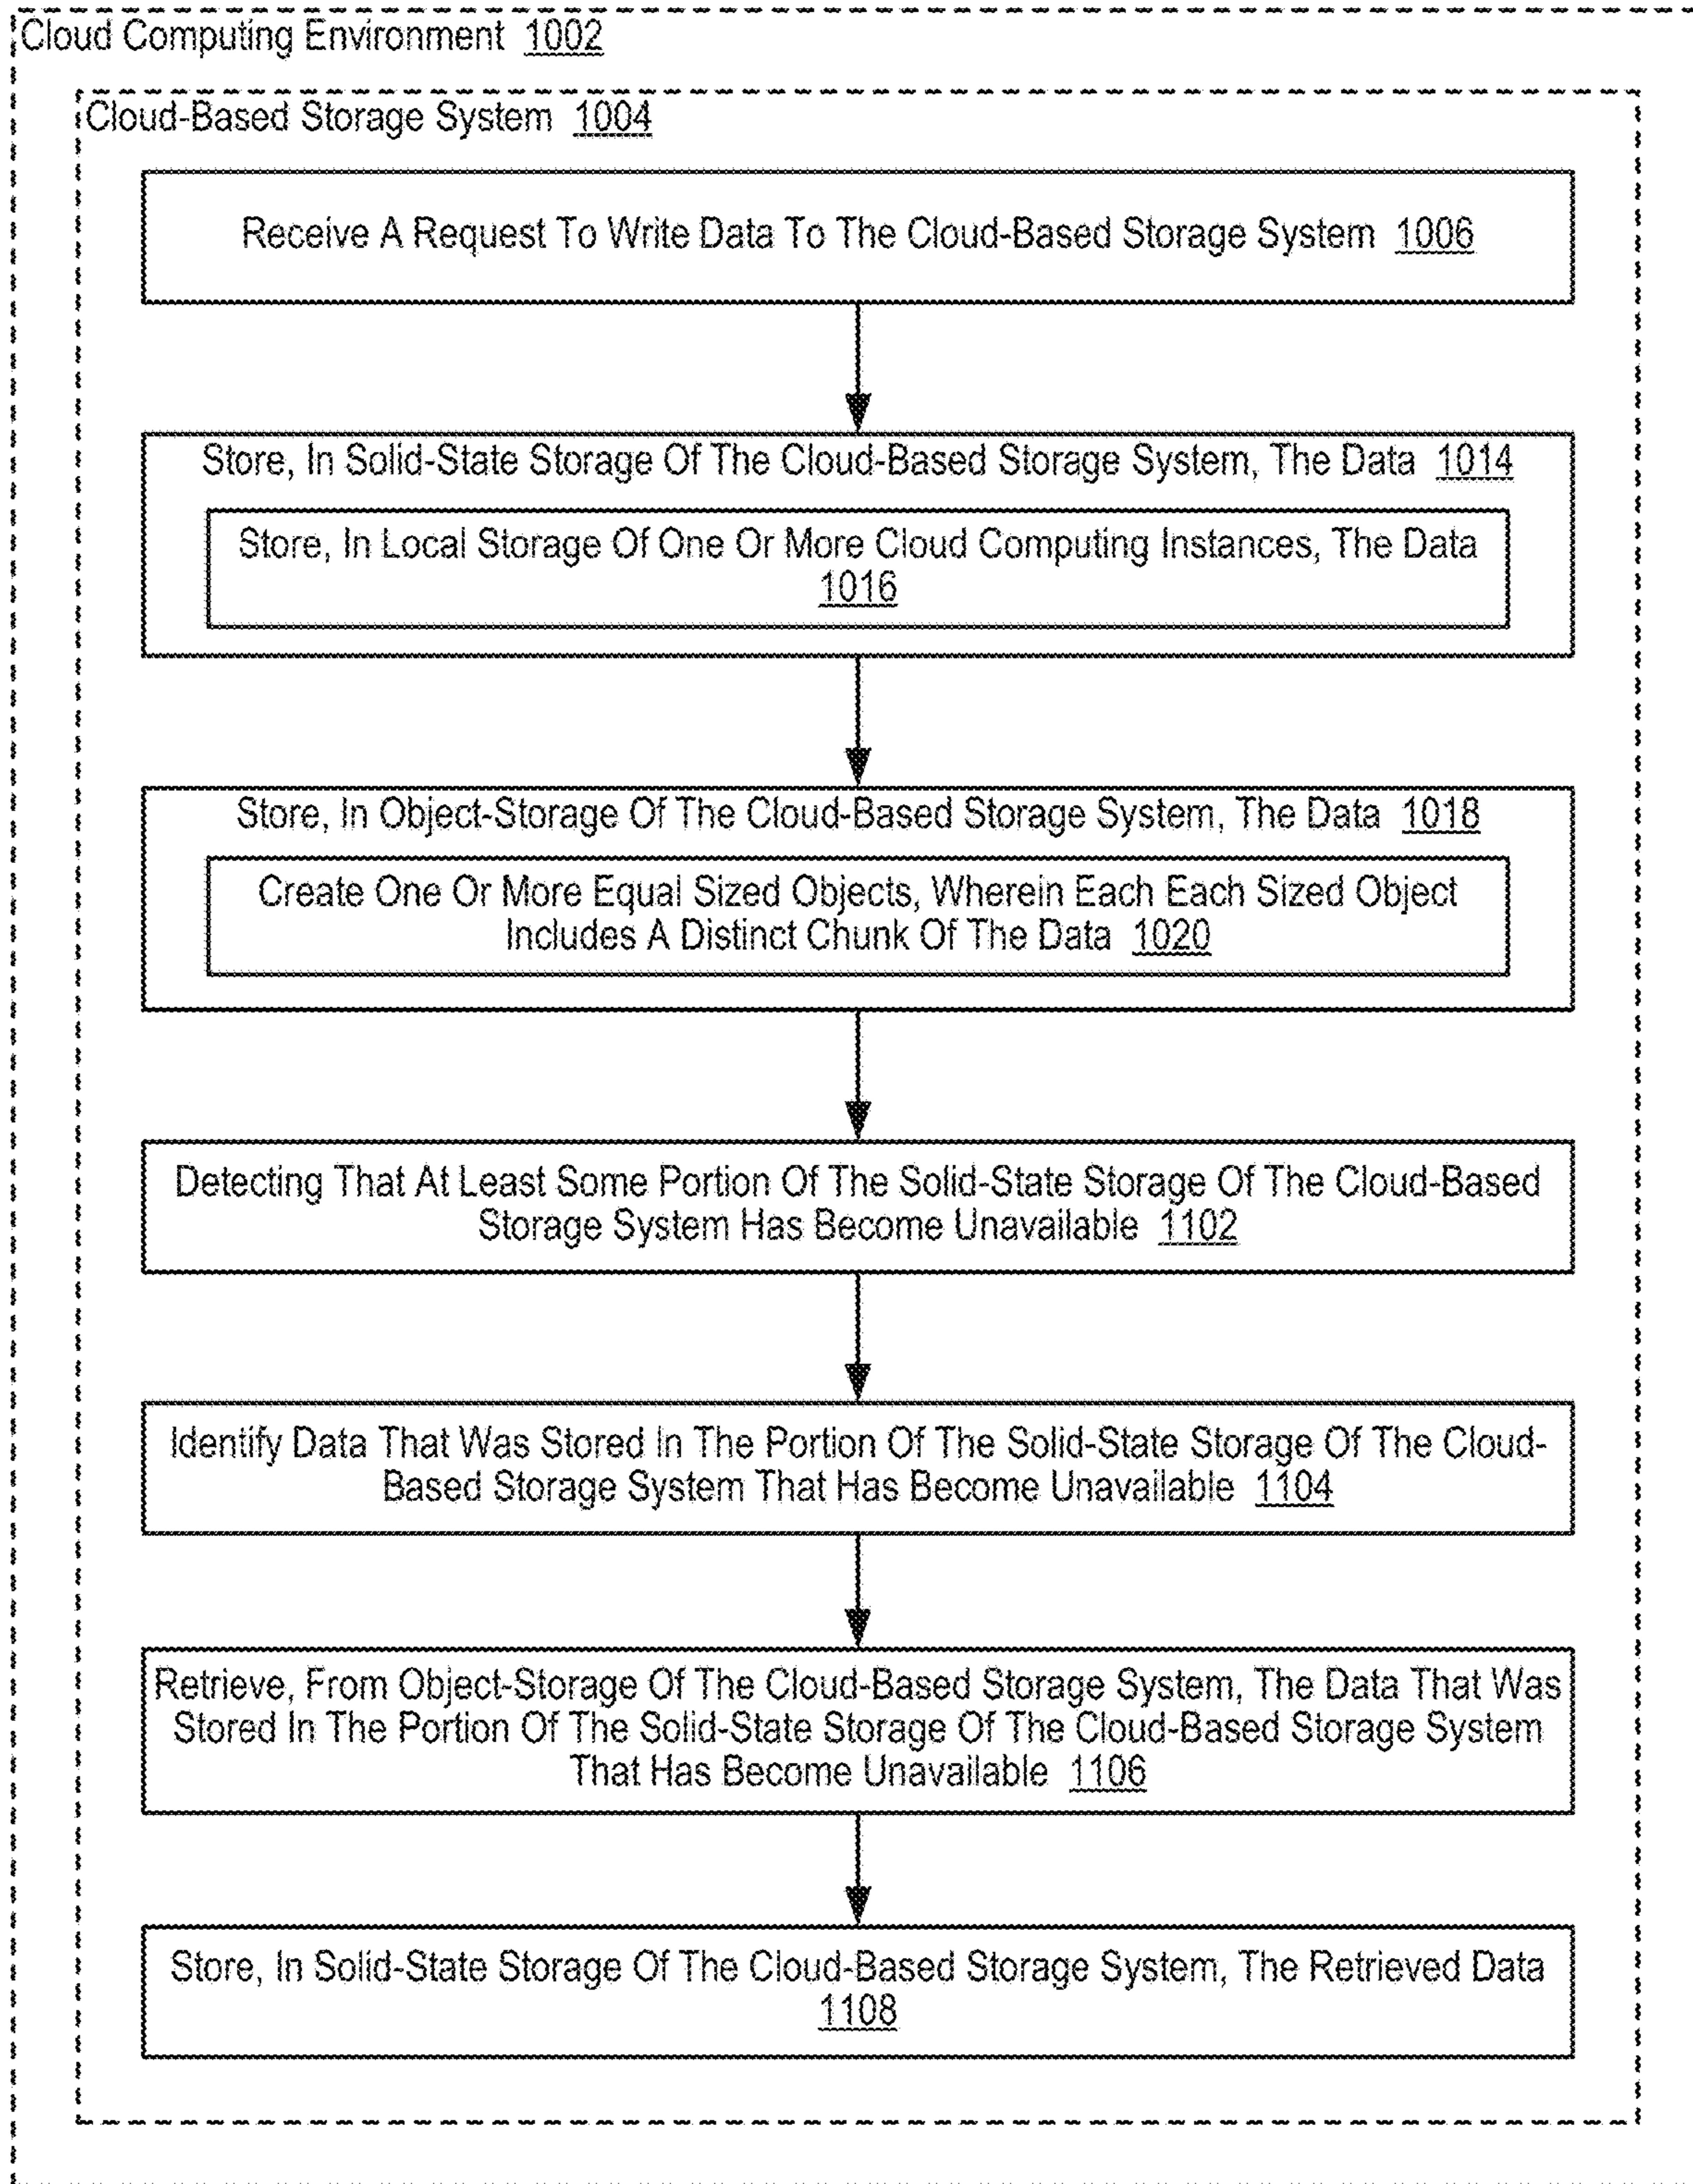 Cloud Computing Environment 1002
Cloud-Based Storage System 1004
Receive A Request To Write Data To The Cloud-Based Storage System 1006
Store, In Solid-State Storage Of The Cloud-Based Storage System, The Data 1014
Store, In Local Storage Of One Or More Cloud Computing Instances, The Data
1016
Store, In Object-Storage Of The Cloud-Based Storage System, The Data 1018
Create One Or More Equal Sized Objects, Wherein Each Each Sized Object
Includes A Distinct Chunk Of The Data 1020
Detecting That At Least Some Portion Of The Solid-State Storage Of The Cloud-Based
Storage System Has Become Unavailable 1102
Identify Data That Was Stored In The Portion Of The Solid-State Storage Of The Cloud-
Based Storage System That Has Become Unavailable 1104
Retrieve, From Object-Storage Of The Cloud-Based Storage System, The Data That Was
Stored In The Portion Of The Solid-State Storage Of The Cloud-Based Storage System
That Has Become Unavailable 1106
Store, In Solid-State Storage Of The Cloud-Based Storage System, The Retrieved Data
1108